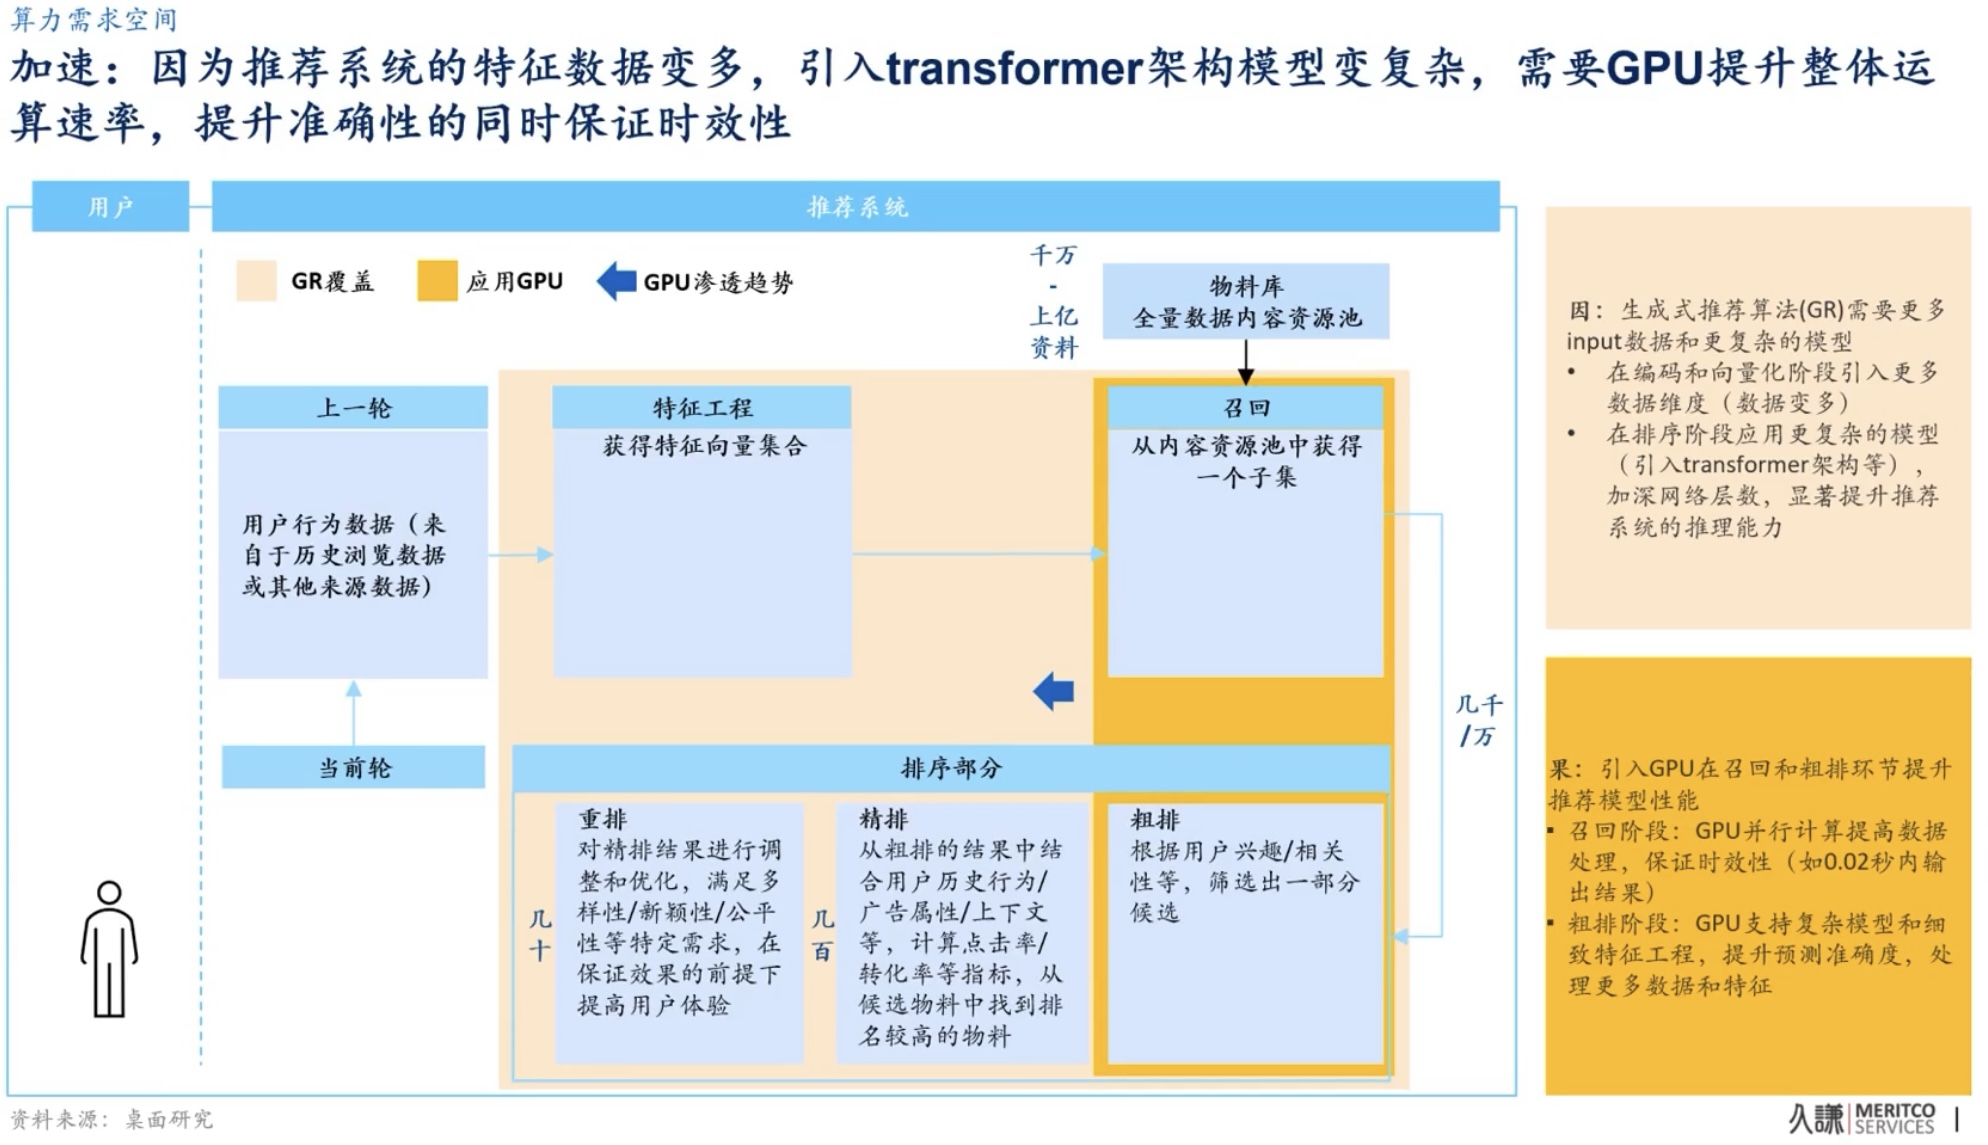 算力需求空间
加速：因为推荐系统的特征数据变多，引入transformer架构模型变复杂，需要GPU提升整体运
算速率，提升准确性的同时保证时效性
用户
推荐系统
GR覆盖
应用GPU
GPU渗透趋势
千万
-
上亿
资料
物料库
全量数据内容资源池
上一轮
用户行为数据（来
自于历史浏览数据
或其他来源数据）
特征工程
获得特征向量集合
召回
从内容资源池中获得
一个子集
几千
/万
当前轮
排序部分
几
十
重排
对精排结果进行调
整和优化，满足多
样性/新颖性/公平
性等特定需求，在
保证效果的前提下
提高用户体验
几
百
精排
从粗排的结果中结
合用户历史行为/
广告属性/上下文
等，计算点击率/
转化率等指标，从
候选物料中找到排
名较高的物料
粗排
根据用户兴趣/相关
性等，筛选出一部分
候选
因：生成式推荐算法(GR)需要更多
input数据和更复杂的模型
• 在编码和向量化阶段引入更多
数据维度（数据变多）
• 在排序阶段应用更复杂的模型
（引入transformer架构等），
加深网络层数，显著提升推荐
系统的推理能力
果：引入GPU在召回和粗排环节提升
推荐模型性能
▪ 召回阶段：GPU并行计算提高数据
处理，保证时效性（如0.02秒内输
出结果）
▪ 粗排阶段：GPU支持复杂模型和细
致特征工程，提升预测准确度，处
理更多数据和特征
资料来源：桌面研究
久謙
MERITCO
SERVICES